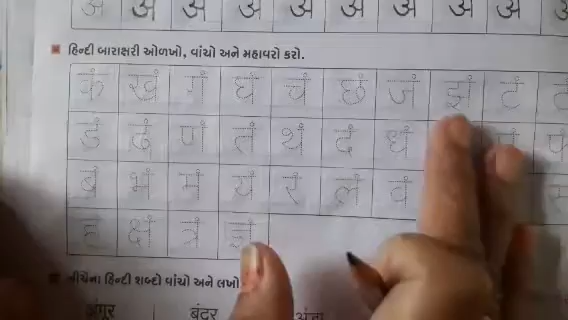 अ अ अ अ अ अ अ अ अ
હિન્દી બારાક્ષરી ઓળખો, વાંચો અને મહાવરો કરો.
कं खं गं घं चं छं जं झं टं
डं ढं णं तं थं दं धं
बं भं मं यं रं लं वं
हं क्षं त्रं ज्ञं
નીચેના હિન્દી શબ્દો વાંચો અને લખો
अंगूर बंदर अंडा